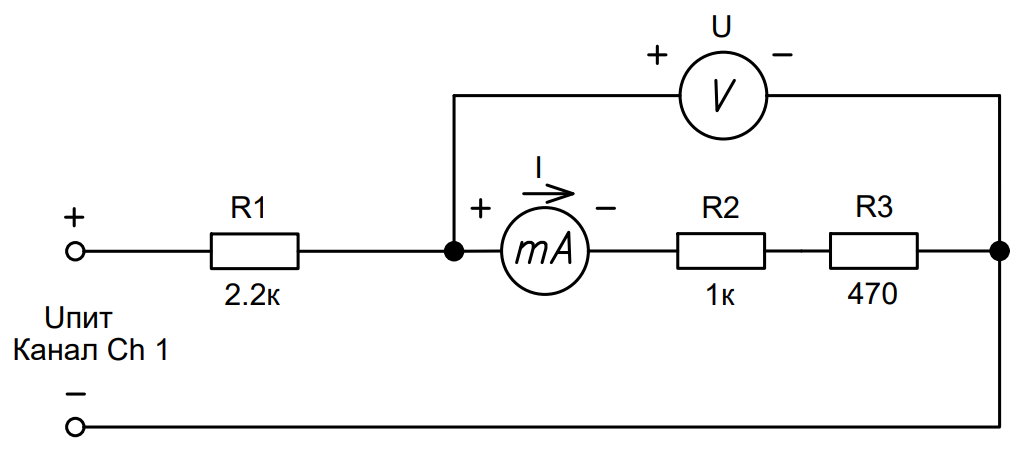 U
+ −
V
I
+ −
mA
R1
R2
R3
+
2.2к
1к
470
Uпит
Канал Ch 1
−